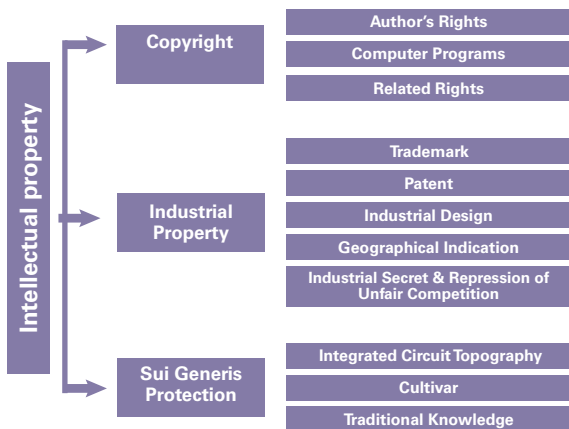 Intellectual property
Copyright
Author's Rights
Computer Programs
Related Rights
Industrial
Property
Trademark
Patent
Industrial Design
Geographical Indication
Industrial Secret & Repression of
Unfair Competition
Sui Generis
Protection
Integrated Circuit Topography
Cultivar
Traditional Knowledge